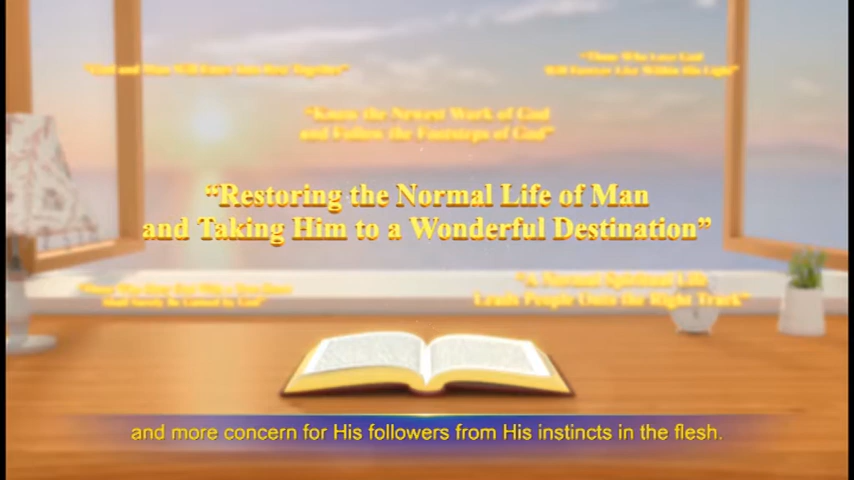 “God and Man Will Enter Into Rest Together”
“Those Who Love God
Will Forever Live Within His Light”
“Know the Newest Work of God
and Follow the Footsteps of God”
“Restoring the Normal Life of Man
and Taking Him to a Wonderful Destination”
“A Normal Spiritual Life
Leads People Onto the Right Track”
and more concern for His followers from His instincts in the flesh.